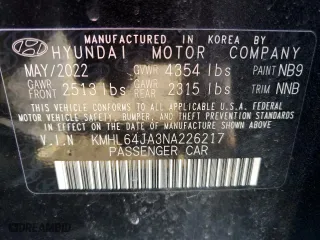 MANUFACTURED IN KOREA BY
HYUNDAI MOTOR COMPANY
MAY/2022 GVWR 4354 lbs PAINT NB9
GAWR FRONT 2513 lbs GAWR REAR 2315 lbs TRIM NNB
THIS VEHICLE CONFORMS TO ALL APPLICABLE U.S. FEDERAL
MOTOR VEHICLE SAFETY, BUMPER, AND THEFT PREVENTION
STANDARDS IN EFFECT ON THE DATE OF MANUFACTURE SHOWN ABOVE.
V.I.N KMHL64JA3NA226217
PASSENGER CAR